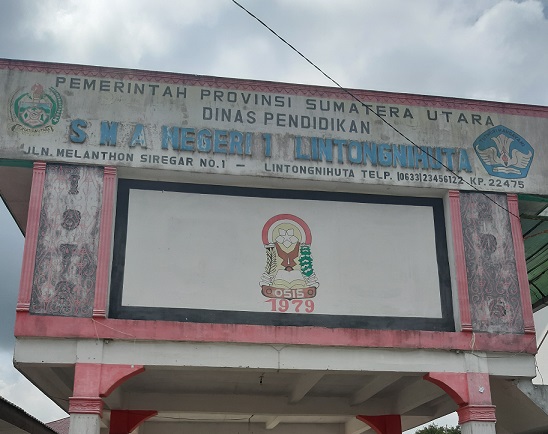 PEMERINTAH PROVINSI SUMATERA UTARA
DINAS PENDIDIKAN
SMA NEGERI 1 LINTONGNIHUTA
JLN. MELANTHON SIREGAR NO.1 – LINTONGNIHUTA TELP. (0633)23456122 KP. 22475
OSIS
1979